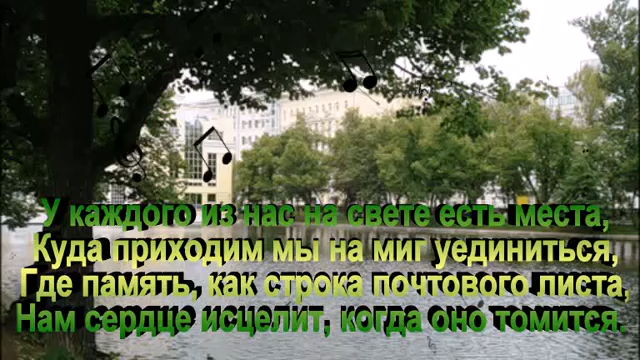 У каждого из нас на свете есть места,
Куда приходим мы на миг уединиться,
Где память, как строка почтового листа,
Нам сердце исцелит, когда оно томится.